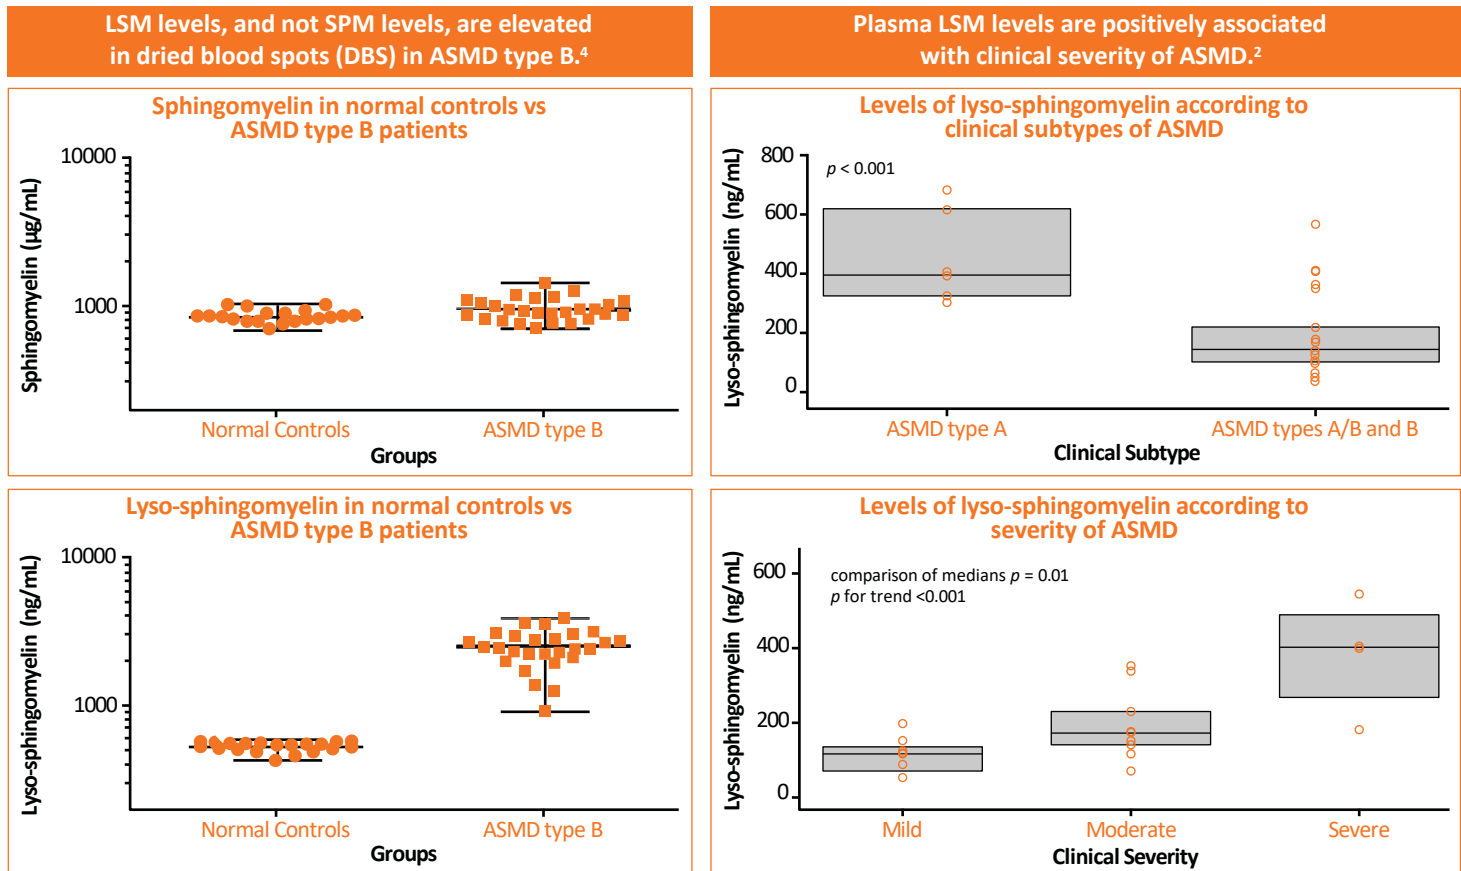 LSM levels, and not SPM levels, are elevated
in dried blood spots (DBS) in ASMD type B.⁴
Sphingomyelin in normal controls vs
ASMD type B patients
Sphingomyelin (µg/mL)
10000
1000
Normal Controls
ASMD type B
Groups
Lyso-sphingomyelin in normal controls vs
ASMD type B patients
Lyso-sphingomyelin (ng/mL)
10000
1000
Normal Controls
ASMD type B
Groups
Plasma LSM levels are positively associated
with clinical severity of ASMD.²
Levels of lyso-sphingomyelin according to
clinical subtypes of ASMD
Lyso-sphingomyelin (ng/mL)
800
600
400
200
0
p < 0.001
ASMD type A
ASMD types A/B and B
Clinical Subtype
Levels of lyso-sphingomyelin according to
severity of ASMD
Lyso-sphingomyelin (ng/mL)
600
400
200
0
comparison of medians p = 0.01
p for trend <0.001
Mild
Moderate
Severe
Clinical Severity